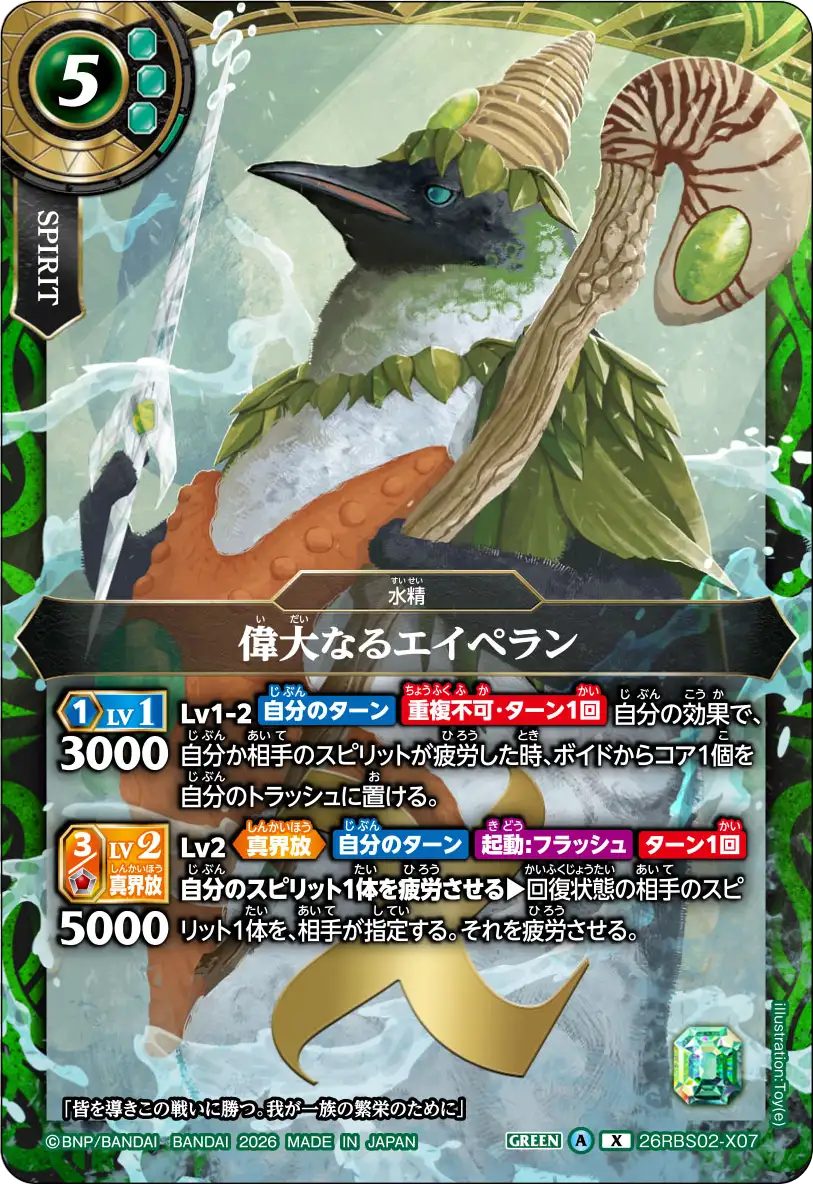 5
SPIRIT
水精
すいせい
偉大なるエイペラン
いだい
1 LV1
3000
Lv1-2 自分のターン 重複不可・ターン1回 自分の効果で、
自分か相手のスピリットが疲労した時、ボイドからコア1個を
自分のトラッシュに置ける。
3 LV2
真界放
5000
Lv2 真界放 自分のターン 起動:フラッシュ ターン1回
自分のスピリット1体を疲労させる▶回復状態の相手のスピ
リット1体を、相手が指定する。それを疲労させる。
「皆を導きこの戦いに勝つ。我が一族の繁栄のために」
illustration:Toy(e)
©BNP/BANDAI BANDAI 2026 MADE IN JAPAN
GREEN A X 26RBS02-X07